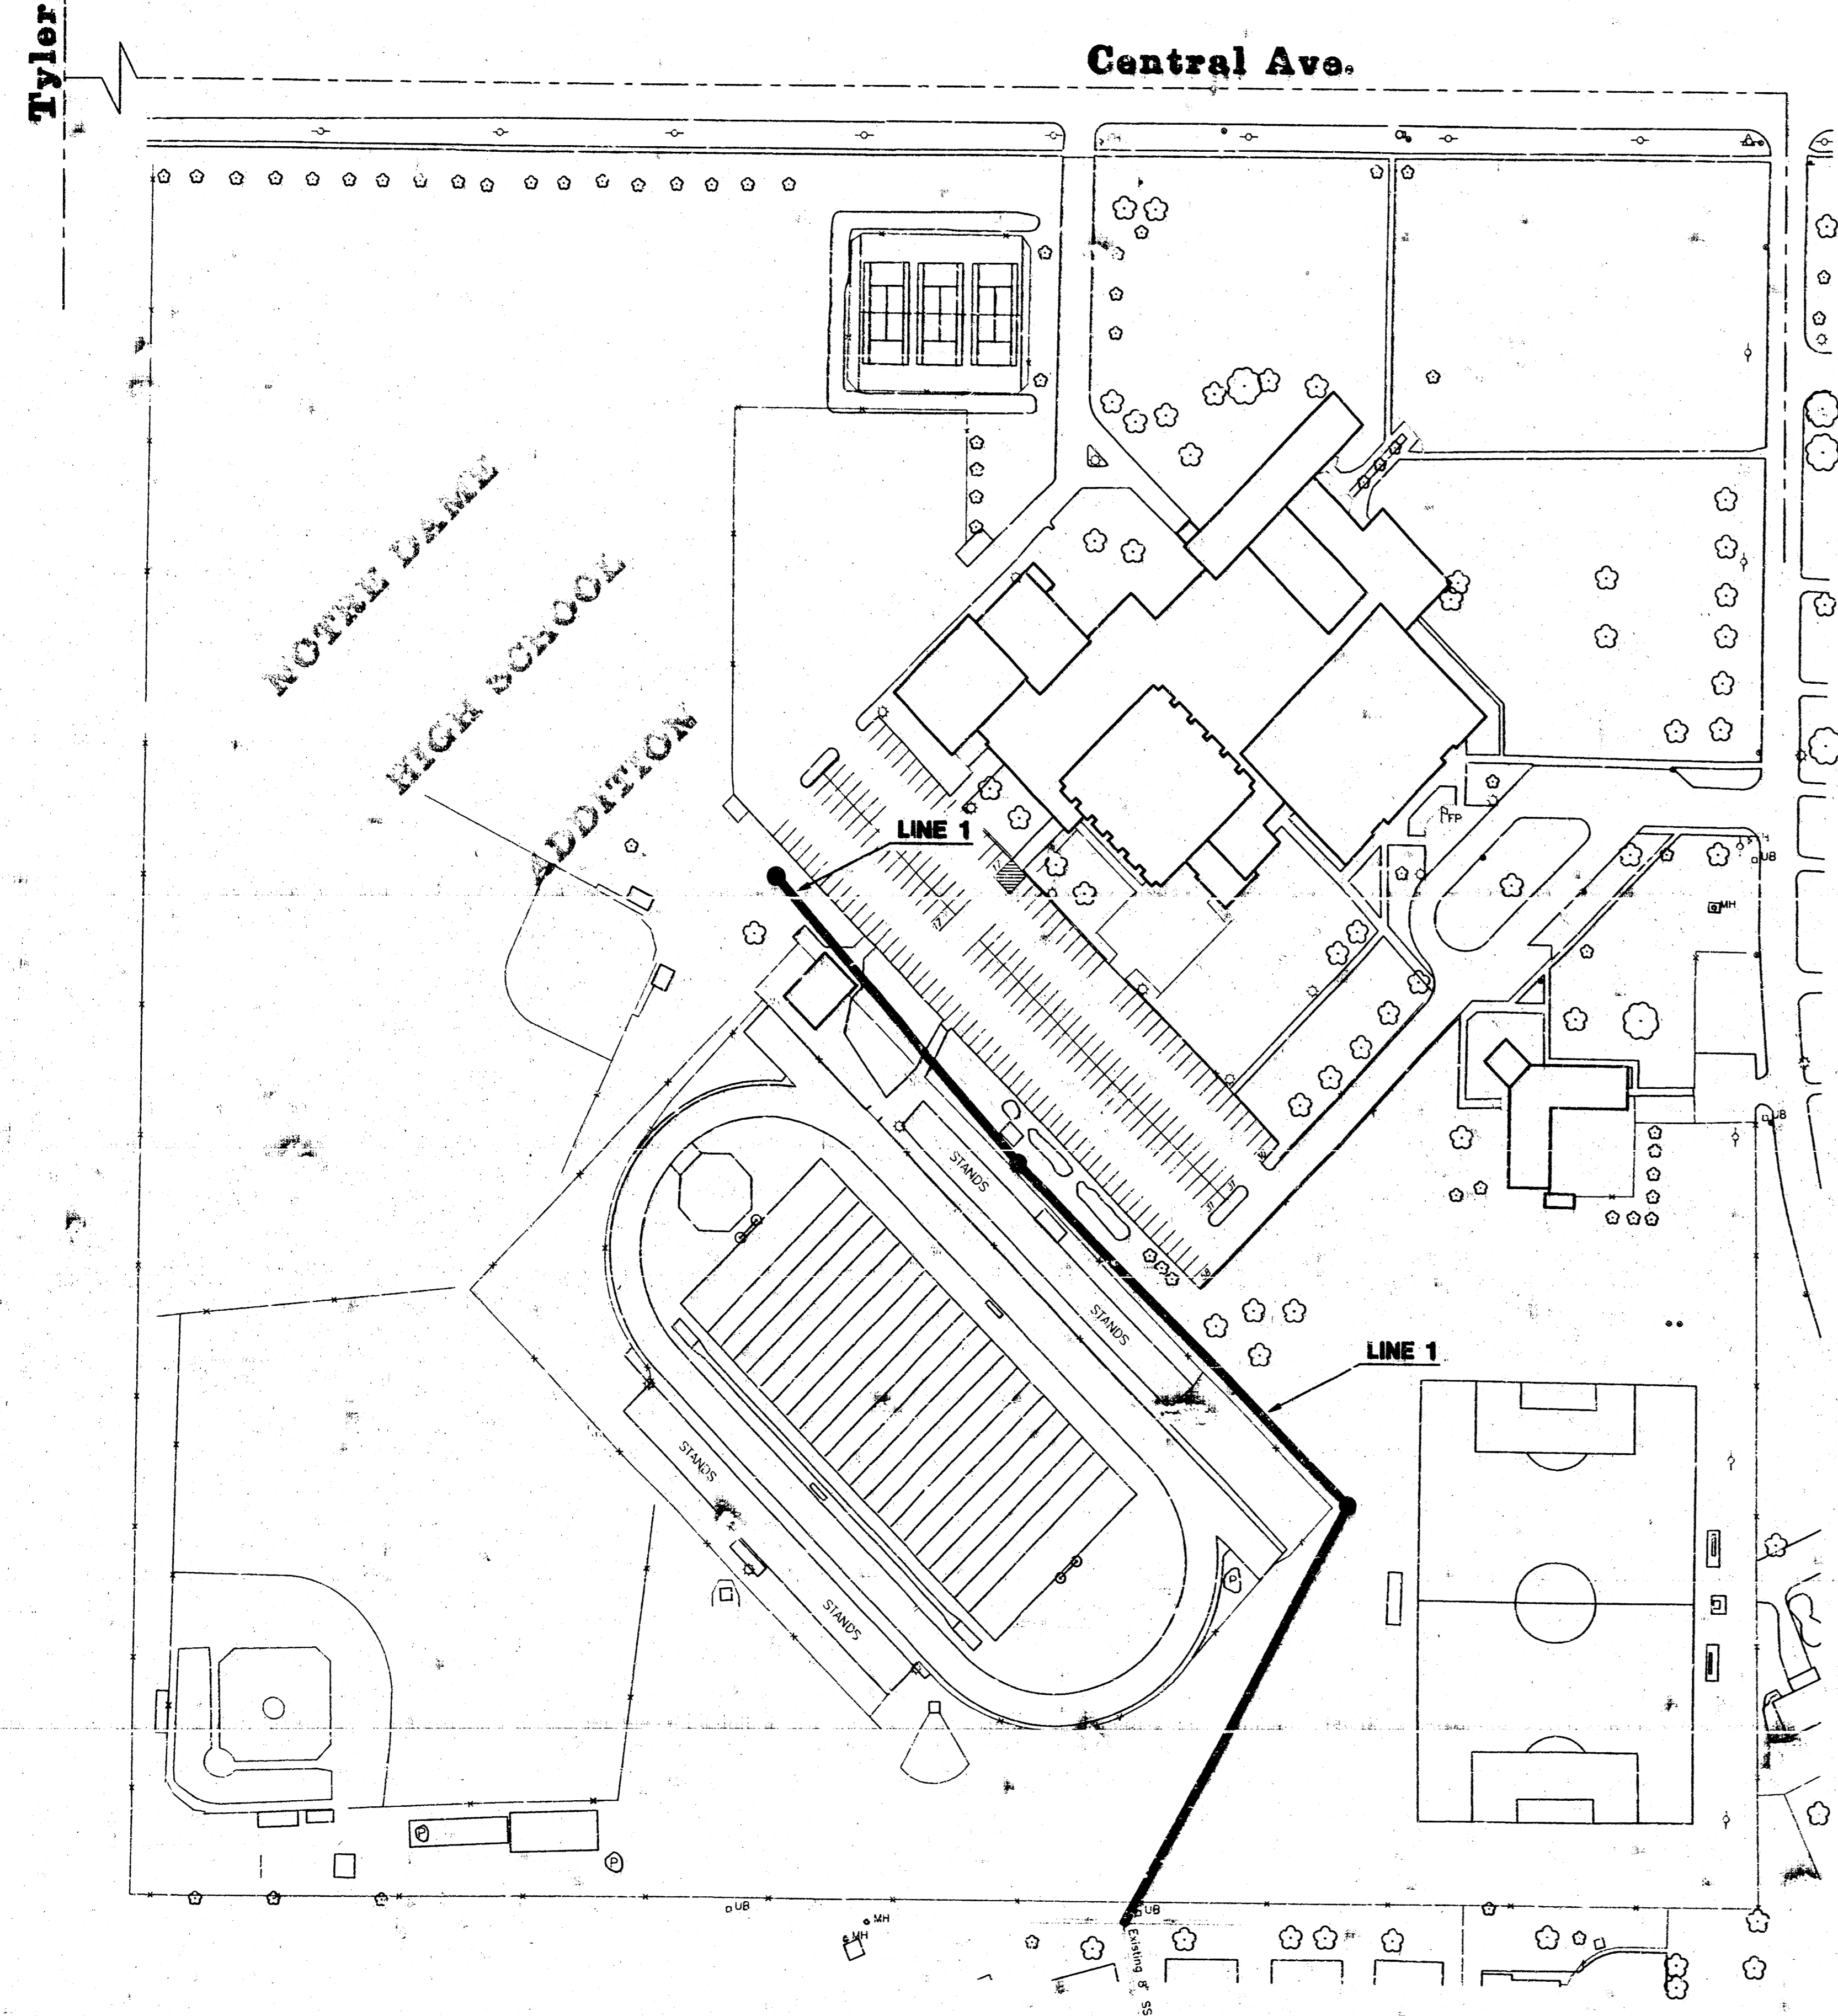 Tyler
Central Ave.
NOTRE DAME
HIGH SCHOOL
ADDITION
LINE 1
FP
UB
MH
UB
STANDS
STANDS
LINE 1
STANDS
STANDS
P
P
P
UB
MH
MH
UB
Existing 8" SS